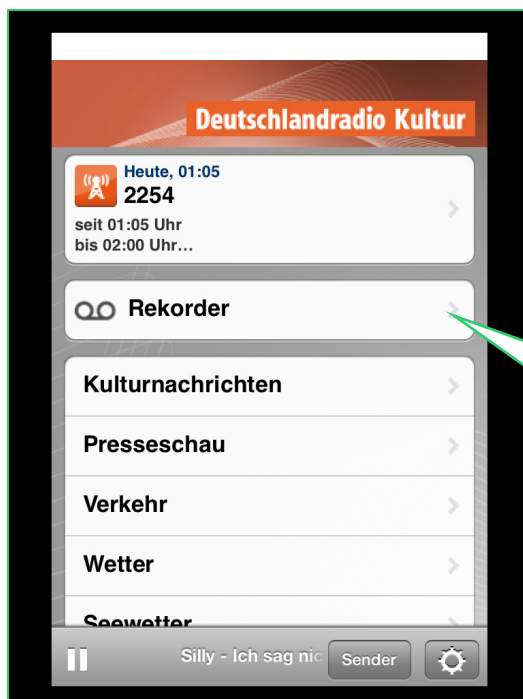 Deutschlandradio Kultur
Heute, 01:05
2254
seit 01:05 Uhr
bis 02:00 Uhr...
Rekorder
Kulturnachrichten
Presseschau
Verkehr
Wetter
Seewetter
Silly - Ich sag nic
Sender